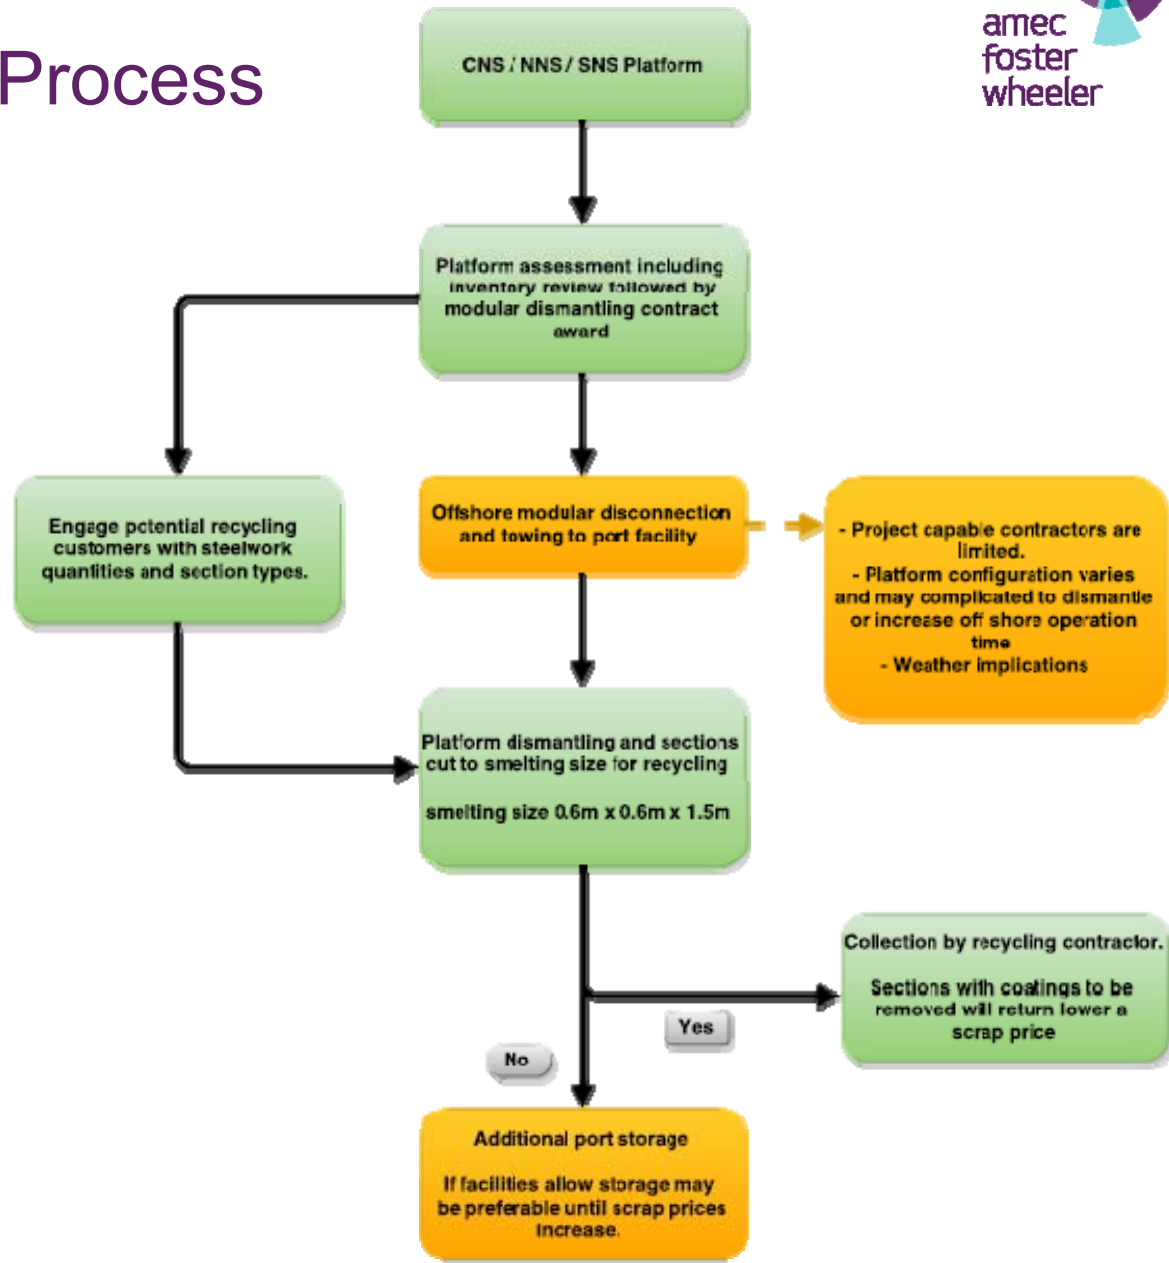 Process
amec
foster
wheeler
CNS / NNS / SNS Platform
Platform assessment including
inventory review followed by
modular dismantling contract
award
Engage potential recycling
customers with steelwork
quantities and section types.
Offshore modular disconnection
and towing to port facility
- Project capable contractors are
limited.
- Platform configuration varies
and may complicated to dismantle
or increase off shore operation
time
- Weather implications
Platform dismantling and sections
cut to smelting size for recycling
smelting size 0.6m x 0.6m x 1.5m
Collection by recycling contractor.
Sections with coatings to be
removed will return lower a
scrap price
Yes
No
Additional port storage
If facilities allow storage may
be preferable until scrap prices
increase.